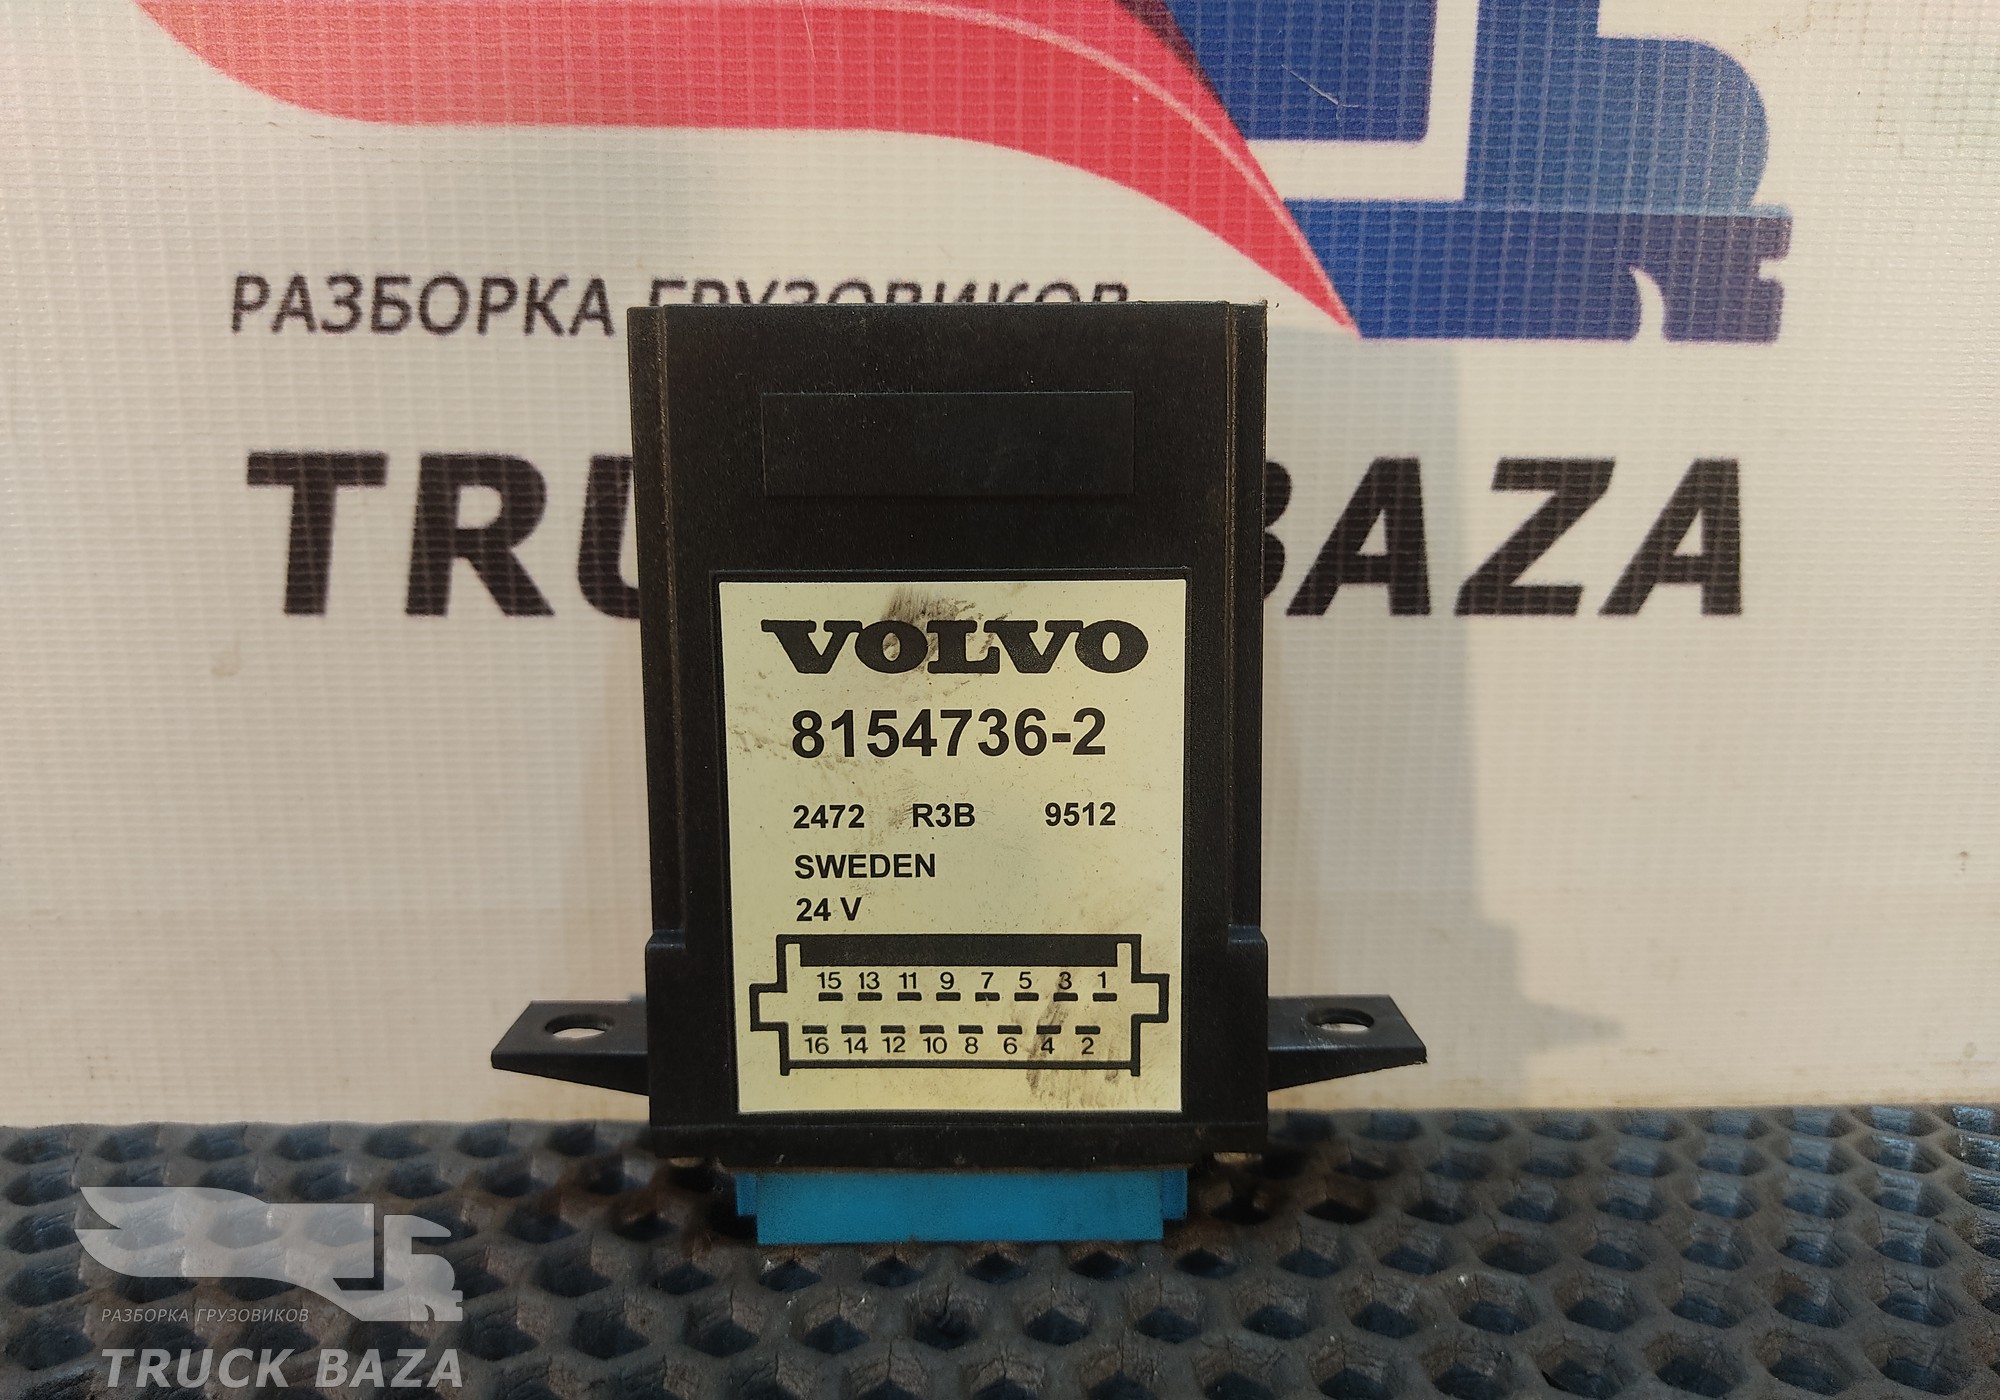 РАЗБОРКА ГРУЗОВИКОВ
TRU BAZA
VOLVO
8154736-2
2472 R3B 9512
SWEDEN
24 V
15 13 11 9 7 5 3 1
16 14 12 10 8 6 4 2
РАЗБОРКА ГРУЗОВИКОВ
TRUCK BAZA